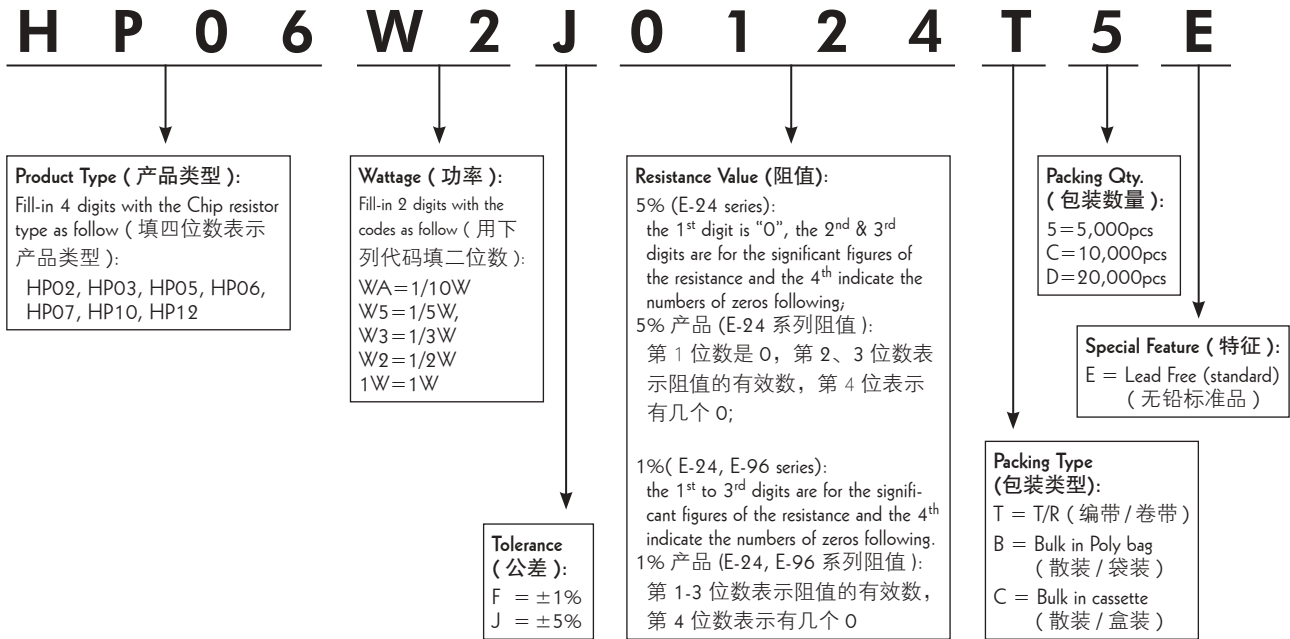 H P 0 6 W 2 J 0 1 2 4 T 5 E
Product Type ( 产品类型 ):
Fill-in 4 digits with the Chip resistor
type as follow ( 填四位数表示
产品类型 ):
HP02, HP03, HP05, HP06,
HP07, HP10, HP12
Wattage ( 功率 ):
Fill-in 2 digits with the
codes as follow ( 用下
列代码填二位数 ):
WA=1/10W
W5=1/5W,
W3=1/3W
W2=1/2W
1W=1W
Tolerance
( 公差 ):
F = ±1%
J = ±5%
Resistance Value (阻值):
5% (E-24 series):
the 1st digit is “0”, the 2nd & 3rd
digits are for the significant figures of
the resistance and the 4th indicate the
numbers of zeros following;
5% 产品 (E-24 系列阻值 ):
第 1 位数是 0，第 2、3 位数表
示阻值的有效数，第 4 位表示
有几个 0;
1%( E-24, E-96 series):
the 1st to 3rd digits are for the signifi-
cant figures of the resistance and the 4th
indicate the numbers of zeros following.
1% 产品 (E-24, E-96 系列阻值 ):
第 1-3 位数表示阻值的有效数，
第 4 位数表示有几个 0
Packing Type
(包装类型):
T = T/R ( 编带 / 卷带 )
B = Bulk in Poly bag
( 散装 / 袋装 )
C = Bulk in cassette
( 散装 / 盒装 )
Packing Qty.
( 包装数量 ):
5=5,000pcs
C=10,000pcs
D=20,000pcs
Special Feature ( 特征 ):
E = Lead Free (standard)
( 无铅标准品 )